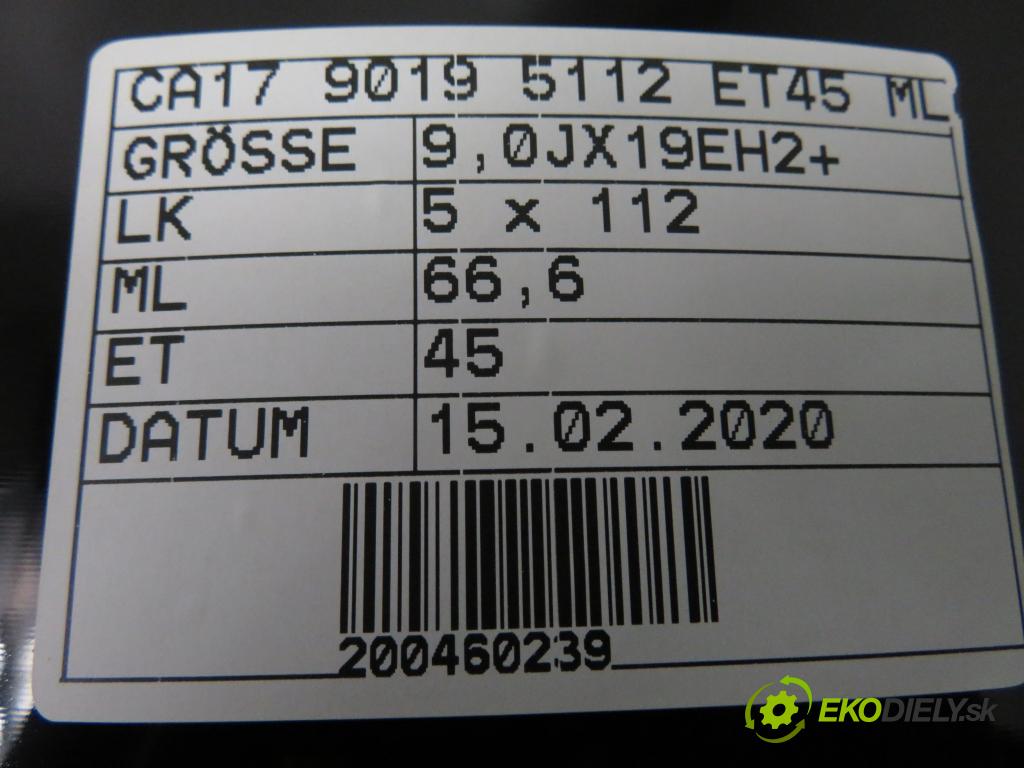 CA17 9019 5112 ET45 ML
GRÖSSE 9,0JX19EH2+
LK 5 x 112
ML 66,6
ET 45
DATUM 15.02.2020
200460239
EKODIELY.sk